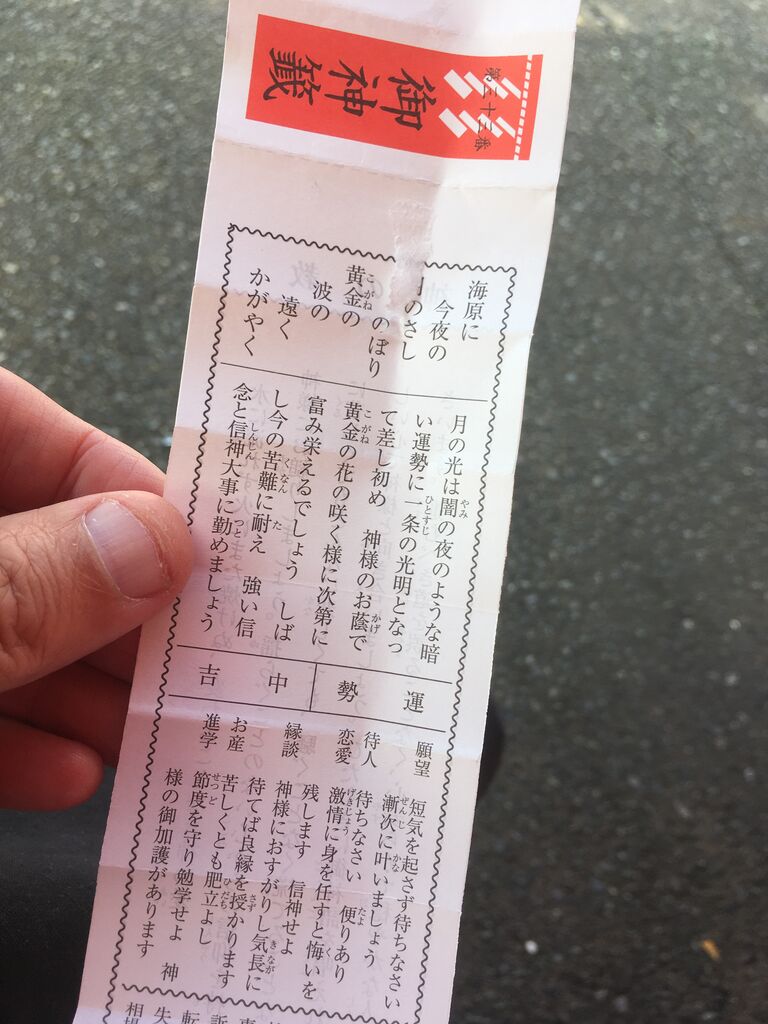 第三十三番
御神籤
海原に
今夜の
のさし
のぼり
黄金の
波の
遠く
かがやく
月の光は闇の夜のような暗
い運勢に一条の光明となっ
て差し初め 神様のお蔭で
黄金の花の咲く様に次第に
富み栄えるでしょう しば
し今の苦難に耐え 強い信
念と信神大事に勤めましょう
運勢
中吉
願望 短気を起さず待ちなさい
漸次に叶いましょう
待人 待ちなさい 便りあり
恋愛 激情に身を任すと悔いを
残します 信神せよ
縁談 神様におすがりし気長に
待てば良縁を授かります
お産 苦しくとも肥立よし
進学 節度を守り勉学せよ 神
様の御加護があります